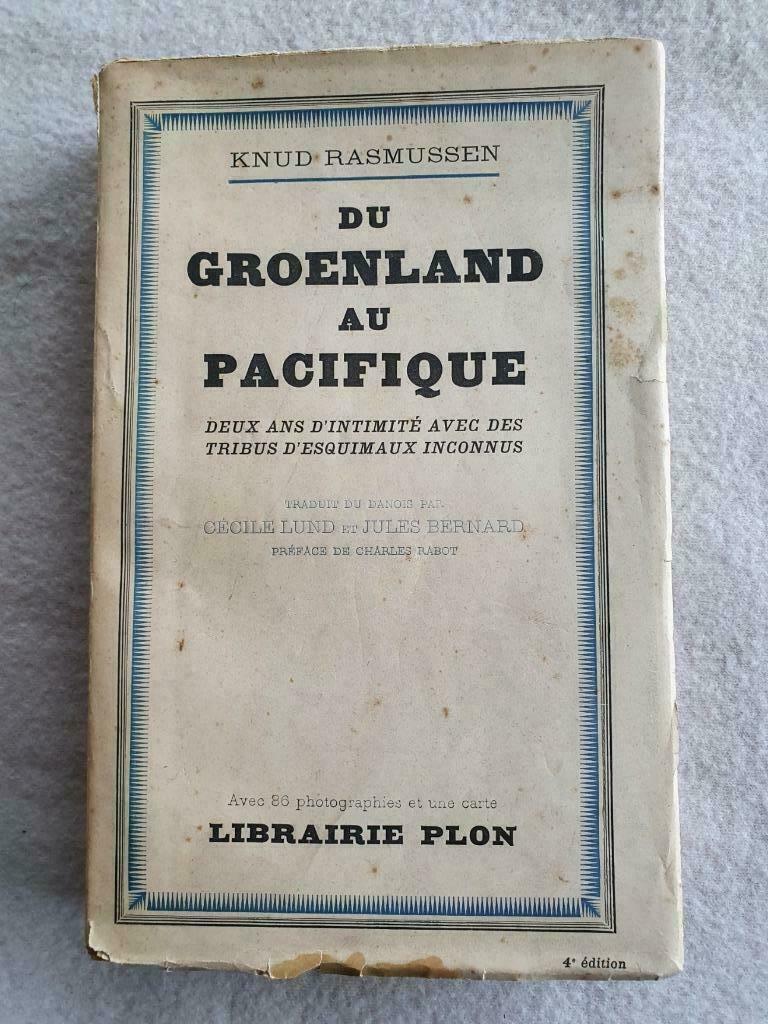 KNUD RASMUSSEN
DU
GROENLAND
AU
PACIFIQUE
DEUX ANS D'INTIMITÉ AVEC DES
TRIBUS D'ESQUIMAUX INCONNUS
TRADUIT DU DANOIS PAR
CÉCILE LUND ET JULES BERNARD
PRÉFACE DE CHARLES RABOT
Avec 86 photographies et une carte
LIBRAIRIE PLON
4e édition